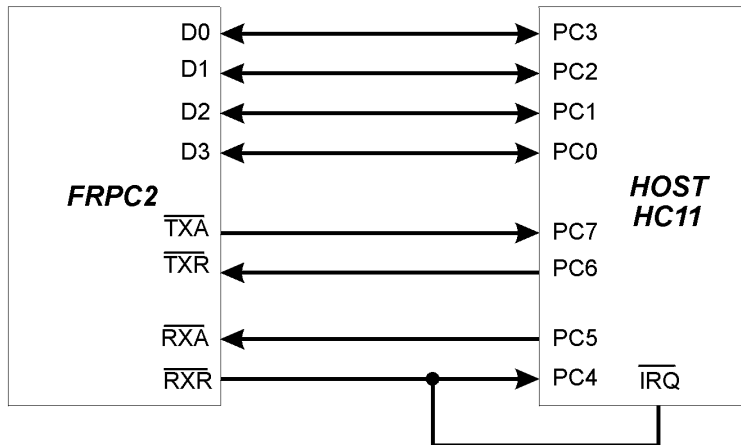 D0 PC3
D1 PC2
D2 PC1
D3 PC0
FRPC2 HOST
HC11
TXA PC7
TXR PC6
RXA PC5
RXR PC4 IRQ